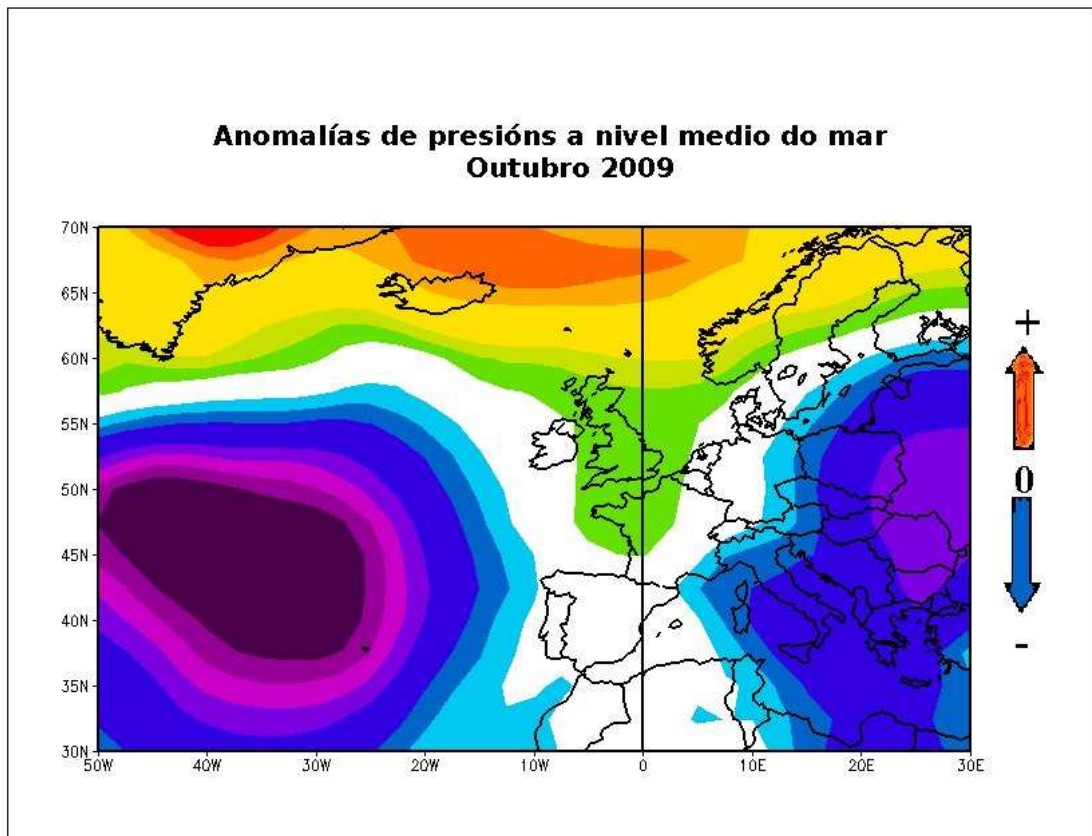 Anomalías de presións a nivel medio do mar
Outubro 2009
70N
65N
60N
55N
50N
45N
40N
35N
30N
50W 40W 30W 20W 10W 0 10E 20E 30E
+
0
-